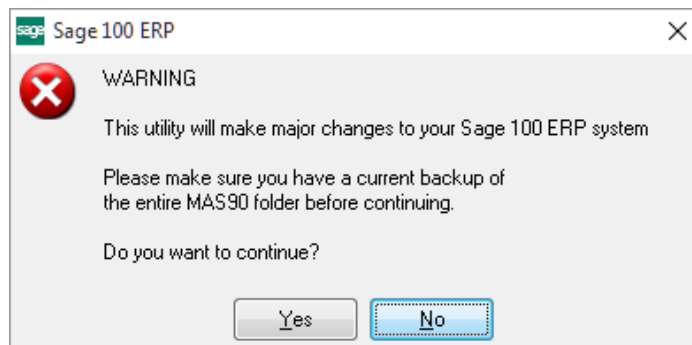 sage Sage 100 ERP
WARNING
This utility will make major changes to your Sage 100 ERP system
Please make sure you have a current backup of
the entire MAS90 folder before continuing.
Do you want to continue?
Yes No